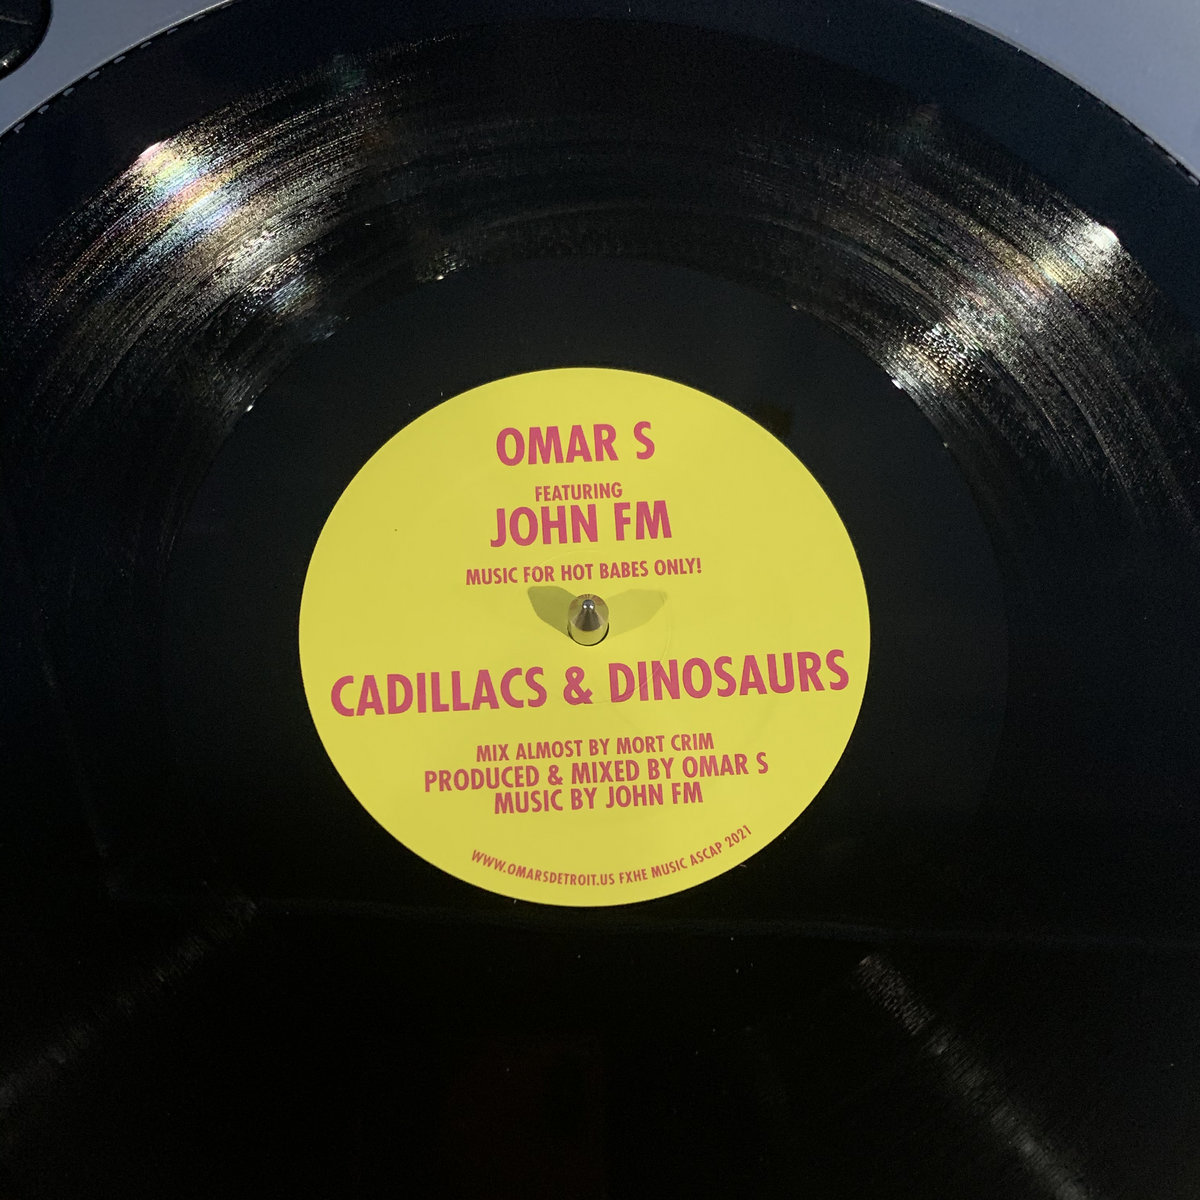 OMAR S
FEATURING
JOHN FM
MUSIC FOR HOT BABES ONLY!
CADILLACS & DINOSAURS
MIX ALMOST BY MORT CRIM
PRODUCED & MIXED BY OMAR S
MUSIC BY JOHN FM
WWW.OMARSDETROIT.US FXHE MUSIC ASCAP 2021